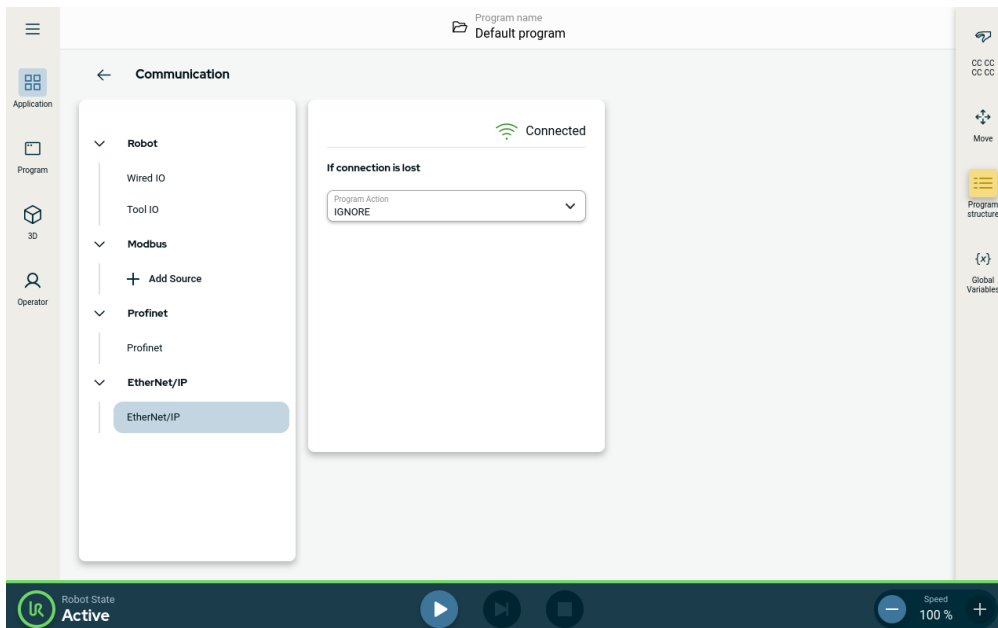 Program name
Default program
Communication
Application
Program
3D
Operator
Robot
Wired IO
Tool IO
Modbus
Add Source
Profinet
Profinet
EtherNet/IP
EtherNet/IP
Connected
If connection is lost
Program Action
IGNORE
CC CC
CC CC
Move
Program
structure
{x}
Global
Variables
UR
Robot State
Active
Speed
100 %